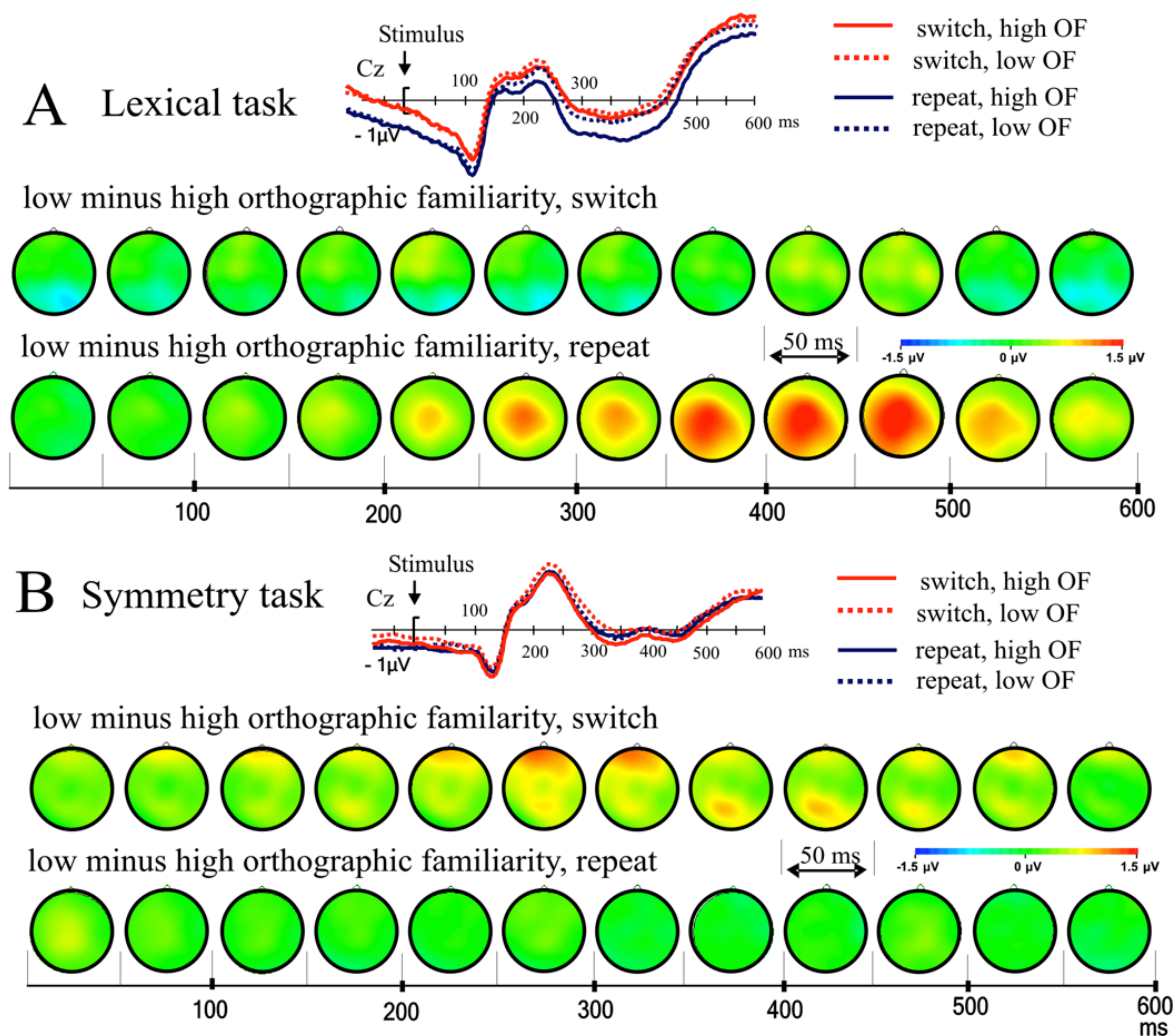 A Lexical task
Stimulus
Cz
- 1µV
100
200
300
500
600 ms
switch, high OF
switch, low OF
repeat, high OF
repeat, low OF
low minus high orthographic familiarity, switch
low minus high orthographic familiarity, repeat
50 ms
-1.5 µV 0 µV 1.5 µV
100 200 300 400 500 600
B Symmetry task
Stimulus
Cz
- 1µV
100
200 300 400 500 600 ms
switch, high OF
switch, low OF
repeat, high OF
repeat, low OF
low minus high orthographic familarity, switch
low minus high orthographic familiarity, repeat
50 ms
-1.5 µV 0 µV 1.5 µV
100 200 300 400 500 600
ms